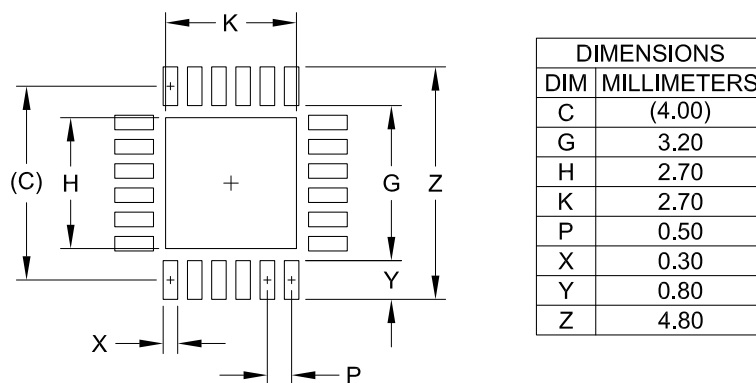 K
(C)
H
G
Z
Y
X
P
DIMENSIONS
DIM MILLIMETERS
C (4.00)
G 3.20
H 2.70
K 2.70
P 0.50
X 0.30
Y 0.80
Z 4.80